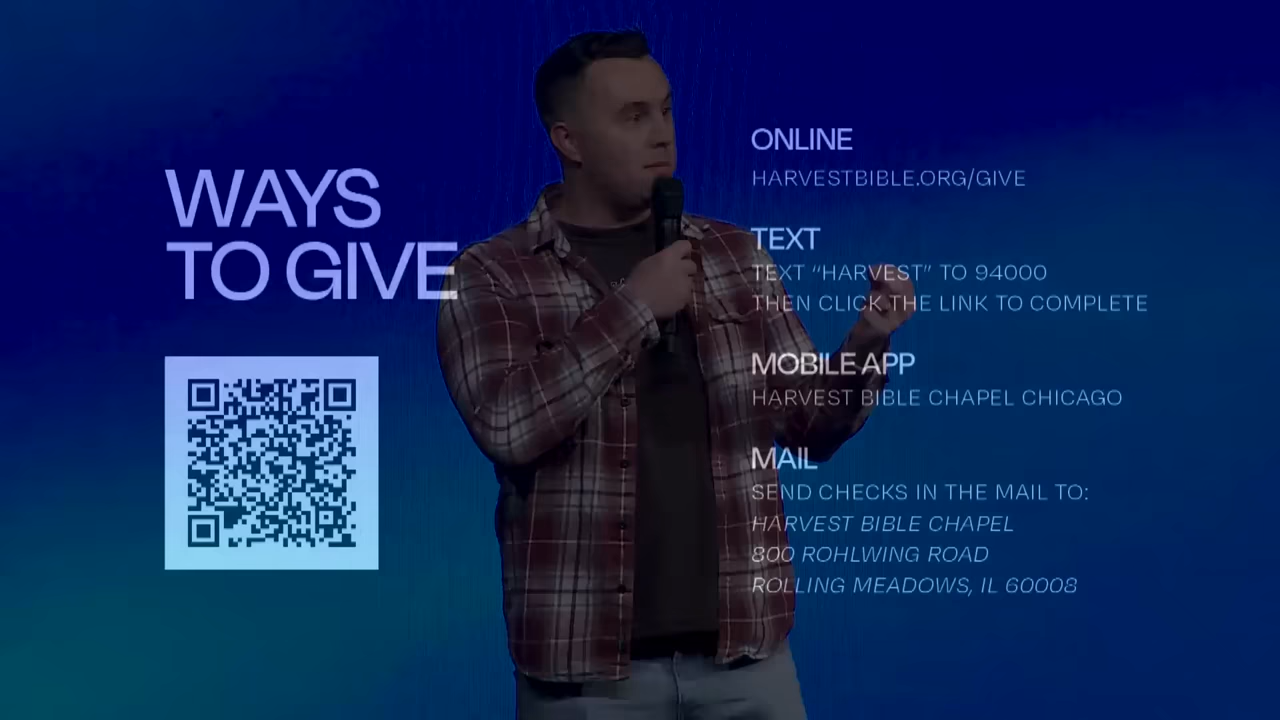 WAYS
TO GIVE
ONLINE
HARVESTBIBLE.ORG/GIVE
TEXT
TEXT “HARVEST” TO 94000
THEN CLICK THE LINK TO COMPLETE
MOBILE APP
HARVEST BIBLE CHAPEL CHICAGO
MAIL
SEND CHECKS IN THE MAIL TO:
HARVEST BIBLE CHAPEL
800 ROHLWING ROAD
ROLLING MEADOWS, IL 60008